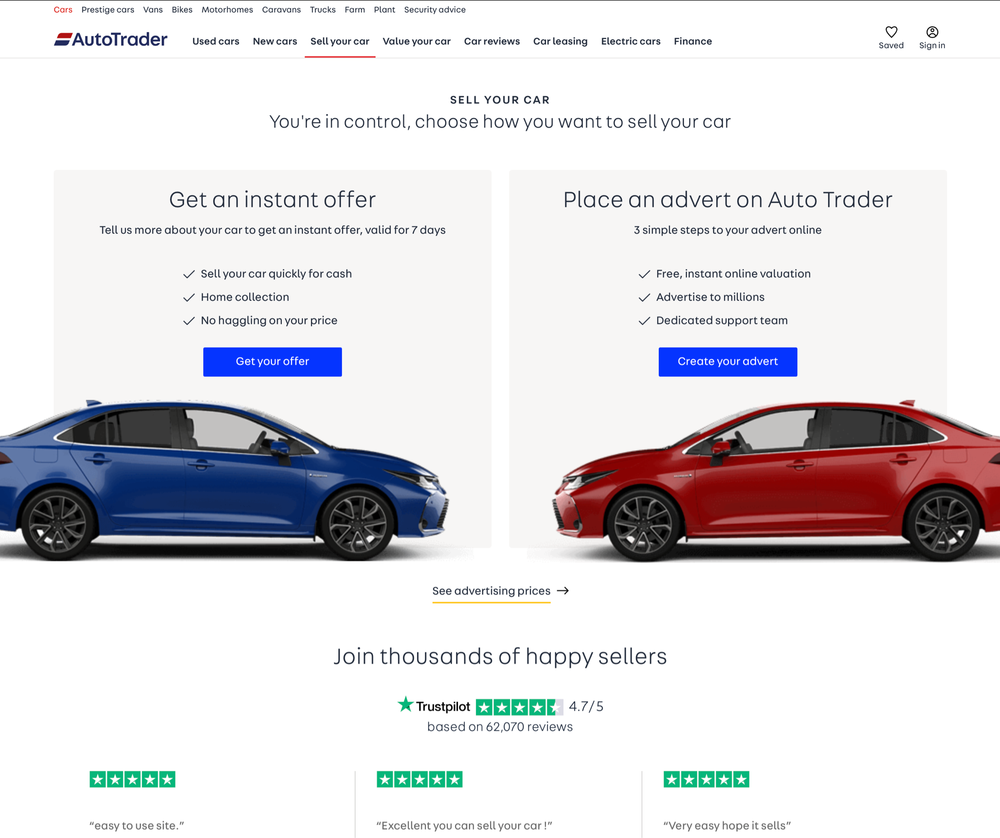 Cars Prestige cars Vans Bikes Motorhomes Caravans Trucks Farm Plant Security advice
AutoTrader
Used cars New cars Sell your car Value your car Car reviews Car leasing Electric cars Finance
Saved Sign in
SELL YOUR CAR
You're in control, choose how you want to sell your car
Get an instant offer
Tell us more about your car to get an instant offer, valid for 7 days
Sell your car quickly for cash
Home collection
No haggling on your price
Get your offer
Place an advert on Auto Trader
3 simple steps to your advert online
Free, instant online valuation
Advertise to millions
Dedicated support team
Create your advert
See advertising prices
Join thousands of happy sellers
Trustpilot 4.7/5
based on 62,070 reviews
“easy to use site.”
“Excellent you can sell your car !”
“Very easy hope it sells”